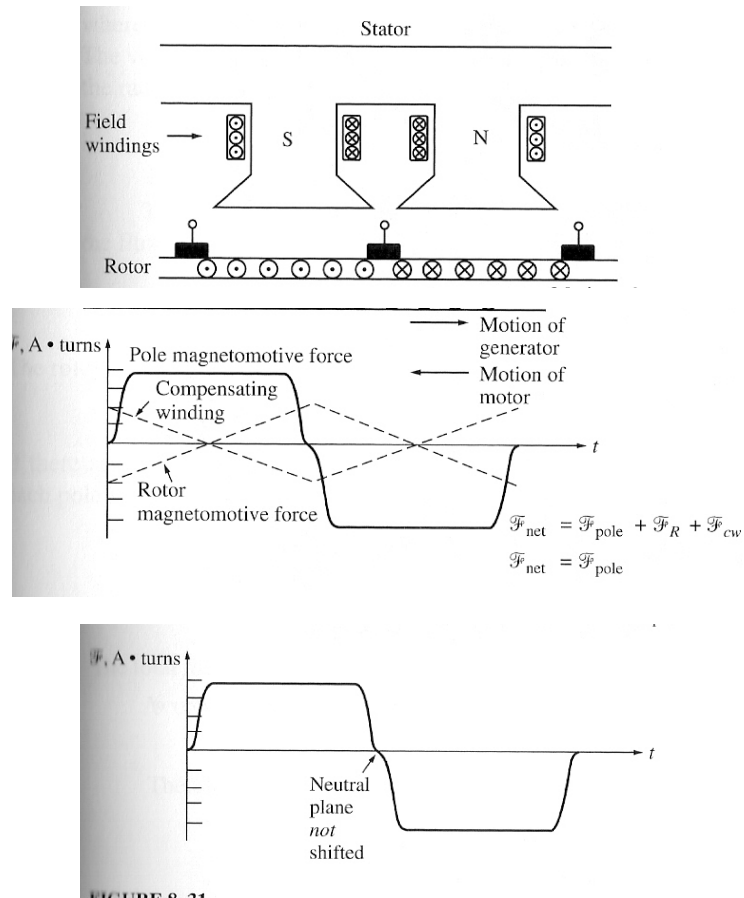 Stator
Field
windings
S
N
Rotor
ℱ, A • turns
Pole magnetomotive force
Motion of
generator
Motion of
motor
Compensating
winding
t
Rotor
magnetomotive force
ℱnet = ℱpole + ℱR + ℱcw
ℱnet = ℱpole
ℱ, A • turns
t
Neutral
plane
not
shifted
FIGURE 8–21